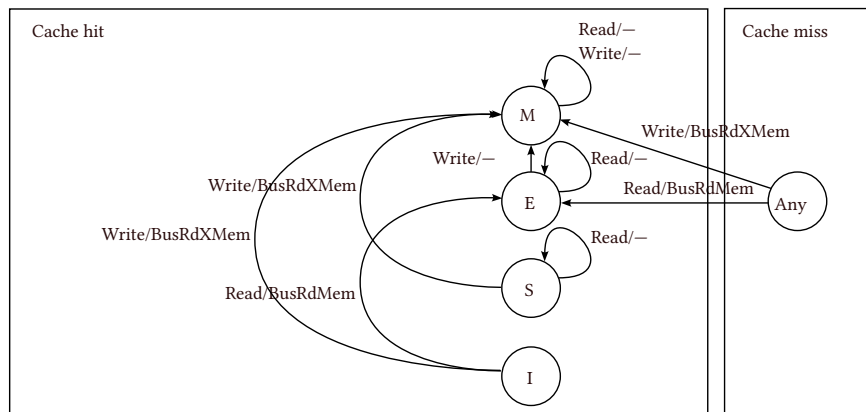 Cache hit
Cache miss
Read/—
Write/—
M
Write/BusRdXMem
Write/—
Read/—
Write/BusRdXMem
Read/BusRdMem
E
Any
Write/BusRdXMem
Read/—
Read/BusRdMem
S
I